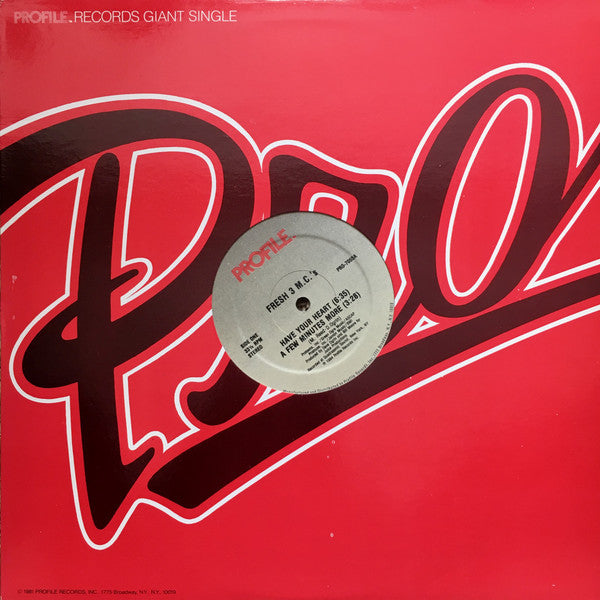 PROFILE RECORDS GIANT SINGLE
Pro
PROFILE
PRO-7005A
FRESH 3 M.C.'s
SIDE ONE
33⅓ RPM
STEREO
HAVE YOUR HEART (6:35)
A FEW MINUTES MORE (3:28)
© 1981 PROFILE RECORDS, INC. 1775 Broadway, N.Y. N.Y. 10019